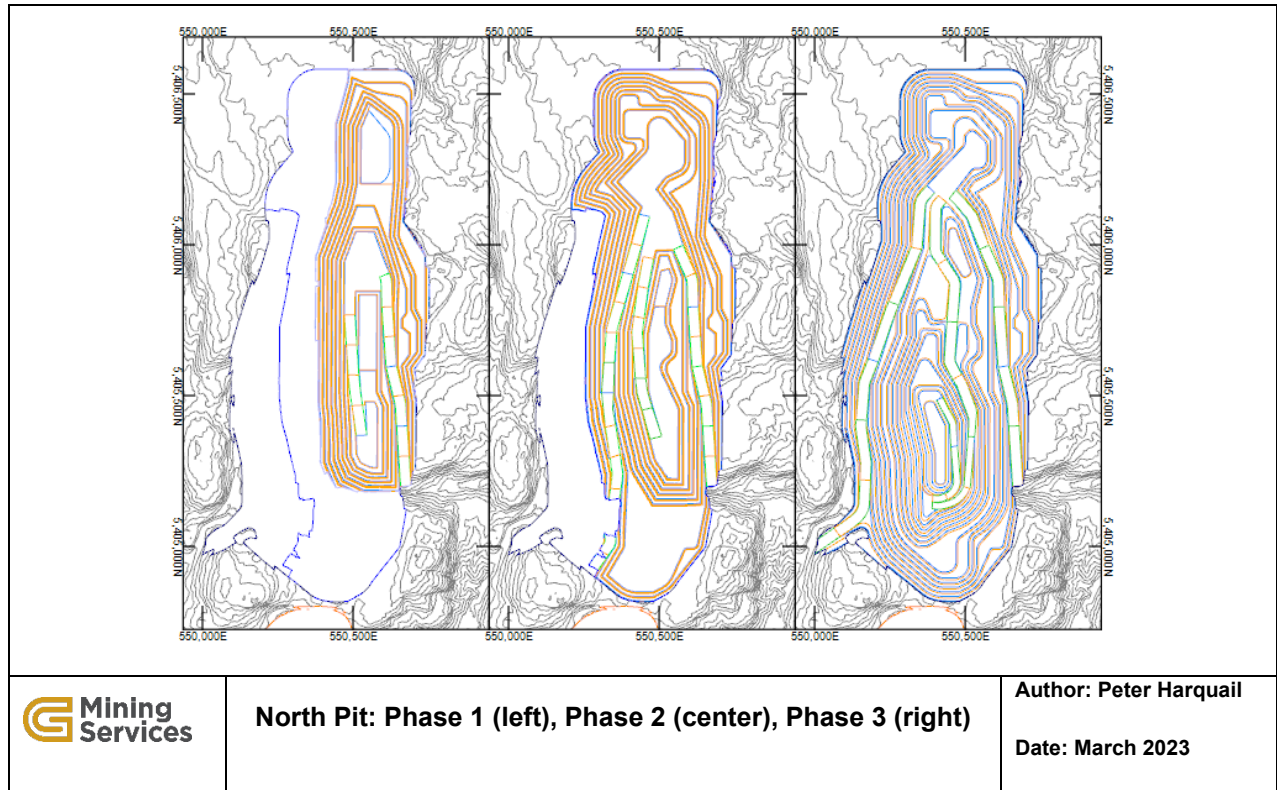 550,000E 550,500E 550,000E 550,500E 550,000E 550,500E
5,406,500N 5,406,500N
5,406,000N 5,406,000N
5,405,500N 5,405,500N
5,405,000N 5,405,000N
550,000E 550,500E 550,000E 550,500E 550,000E 550,500E
G Mining
Services
North Pit: Phase 1 (left), Phase 2 (center), Phase 3 (right)
Author: Peter Harquail
Date: March 2023